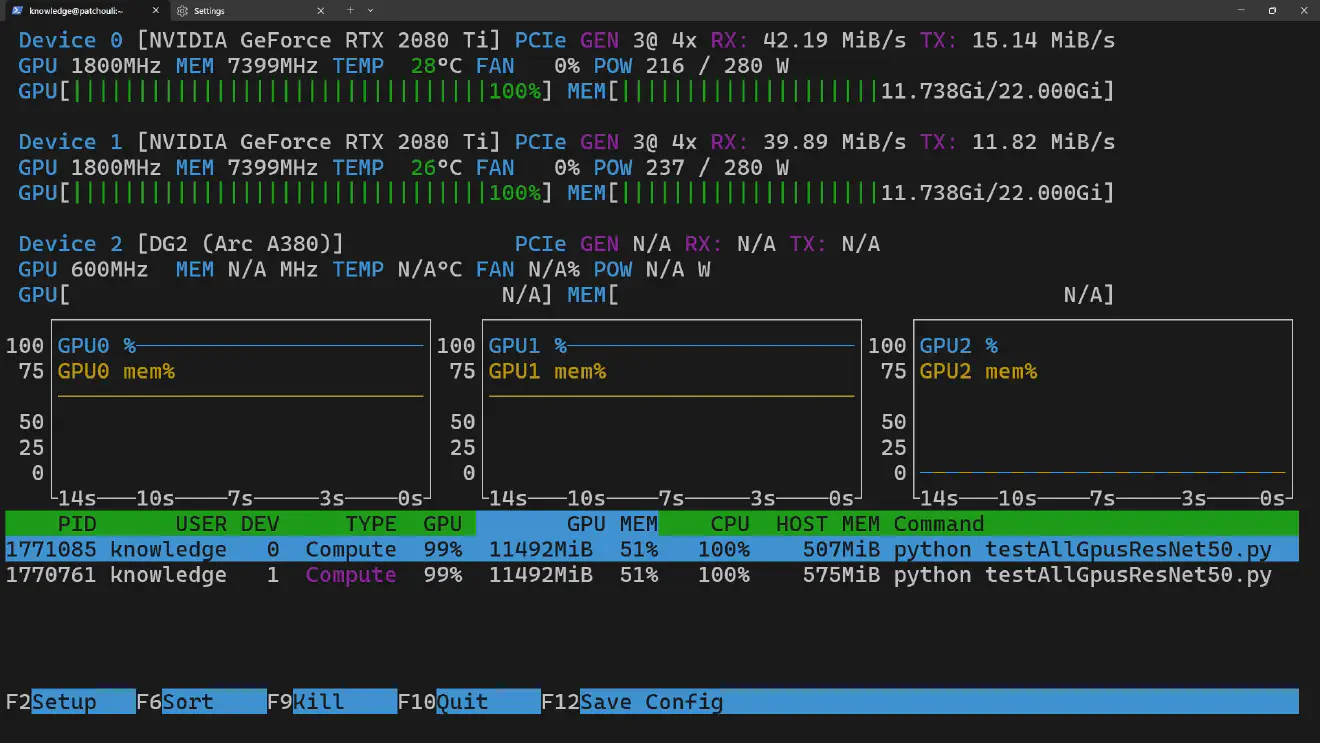 knowledge@patchouli:~ Settings
Device 0 [NVIDIA GeForce RTX 2080 Ti] PCIe GEN 3@ 4x RX: 42.19 MiB/s TX: 15.14 MiB/s
GPU 1800MHz MEM 7399MHz TEMP 28°C FAN 0% POW 216 / 280 W
GPU[||||||||||||||||||||||||||||||||100%] MEM[||||||||||||||||||||11.738Gi/22.000Gi]
Device 1 [NVIDIA GeForce RTX 2080 Ti] PCIe GEN 3@ 4x RX: 39.89 MiB/s TX: 11.82 MiB/s
GPU 1800MHz MEM 7399MHz TEMP 26°C FAN 0% POW 237 / 280 W
GPU[||||||||||||||||||||||||||||||||100%] MEM[||||||||||||||||||||11.738Gi/22.000Gi]
Device 2 [DG2 (Arc A380)] PCIe GEN N/A RX: N/A TX: N/A
GPU 600MHz MEM N/A MHz TEMP N/A°C FAN N/A% POW N/A W
GPU[ N/A] MEM[ N/A]
100 GPU0 % 100 GPU1 % 100 GPU2 %
75 GPU0 mem% 75 GPU1 mem% 75 GPU2 mem%
50 50 50
25 25 25
0 0 0
14s 10s 7s 3s 0s 14s 10s 7s 3s 0s 14s 10s 7s 3s 0s
PID USER DEV TYPE GPU GPU MEM CPU HOST MEM Command
1771085 knowledge 0 Compute 99% 11492MiB 51% 100% 507MiB python testAllGpusResNet50.py
1770761 knowledge 1 Compute 99% 11492MiB 51% 100% 575MiB python testAllGpusResNet50.py
F2Setup F6Sort F9Kill F10Quit F12Save Config